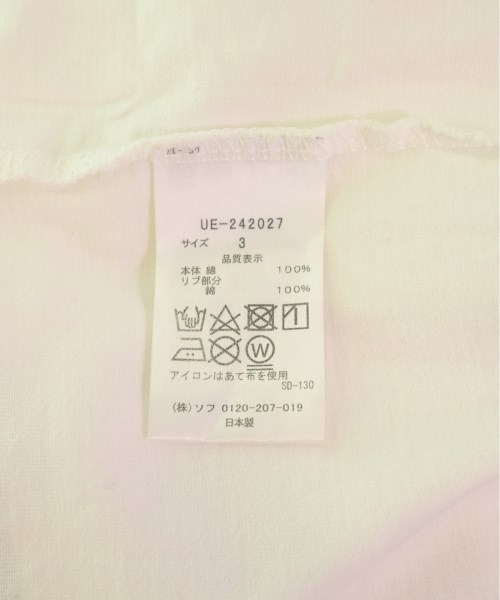 UE-242027
サイズ 3
品質表示
本体 綿 100%
リブ部分
綿 100%
W
アイロンはあて布を使用
SD-130
(株)ソフ 0120-207-019
日本製